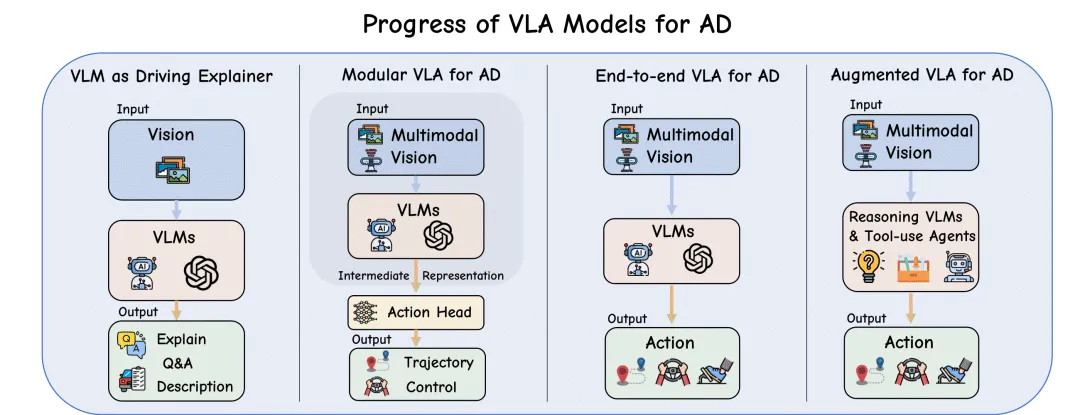 Progress of VLA Models for AD
VLM as Driving Explainer
Input
Vision
VLMs
AI
Output
Explain
Q A
Q&A
Description
Modular VLA for AD
Input
Multimodal
Vision
VLMs
AI
Intermediate Representation
Action Head
Output
Trajectory
Control
End-to-end VLA for AD
Input
Multimodal
Vision
VLMs
AI
Output
Action
Augmented VLA for AD
Input
Multimodal
Vision
Reasoning VLMs
& Tool-use Agents
?
Output
Action